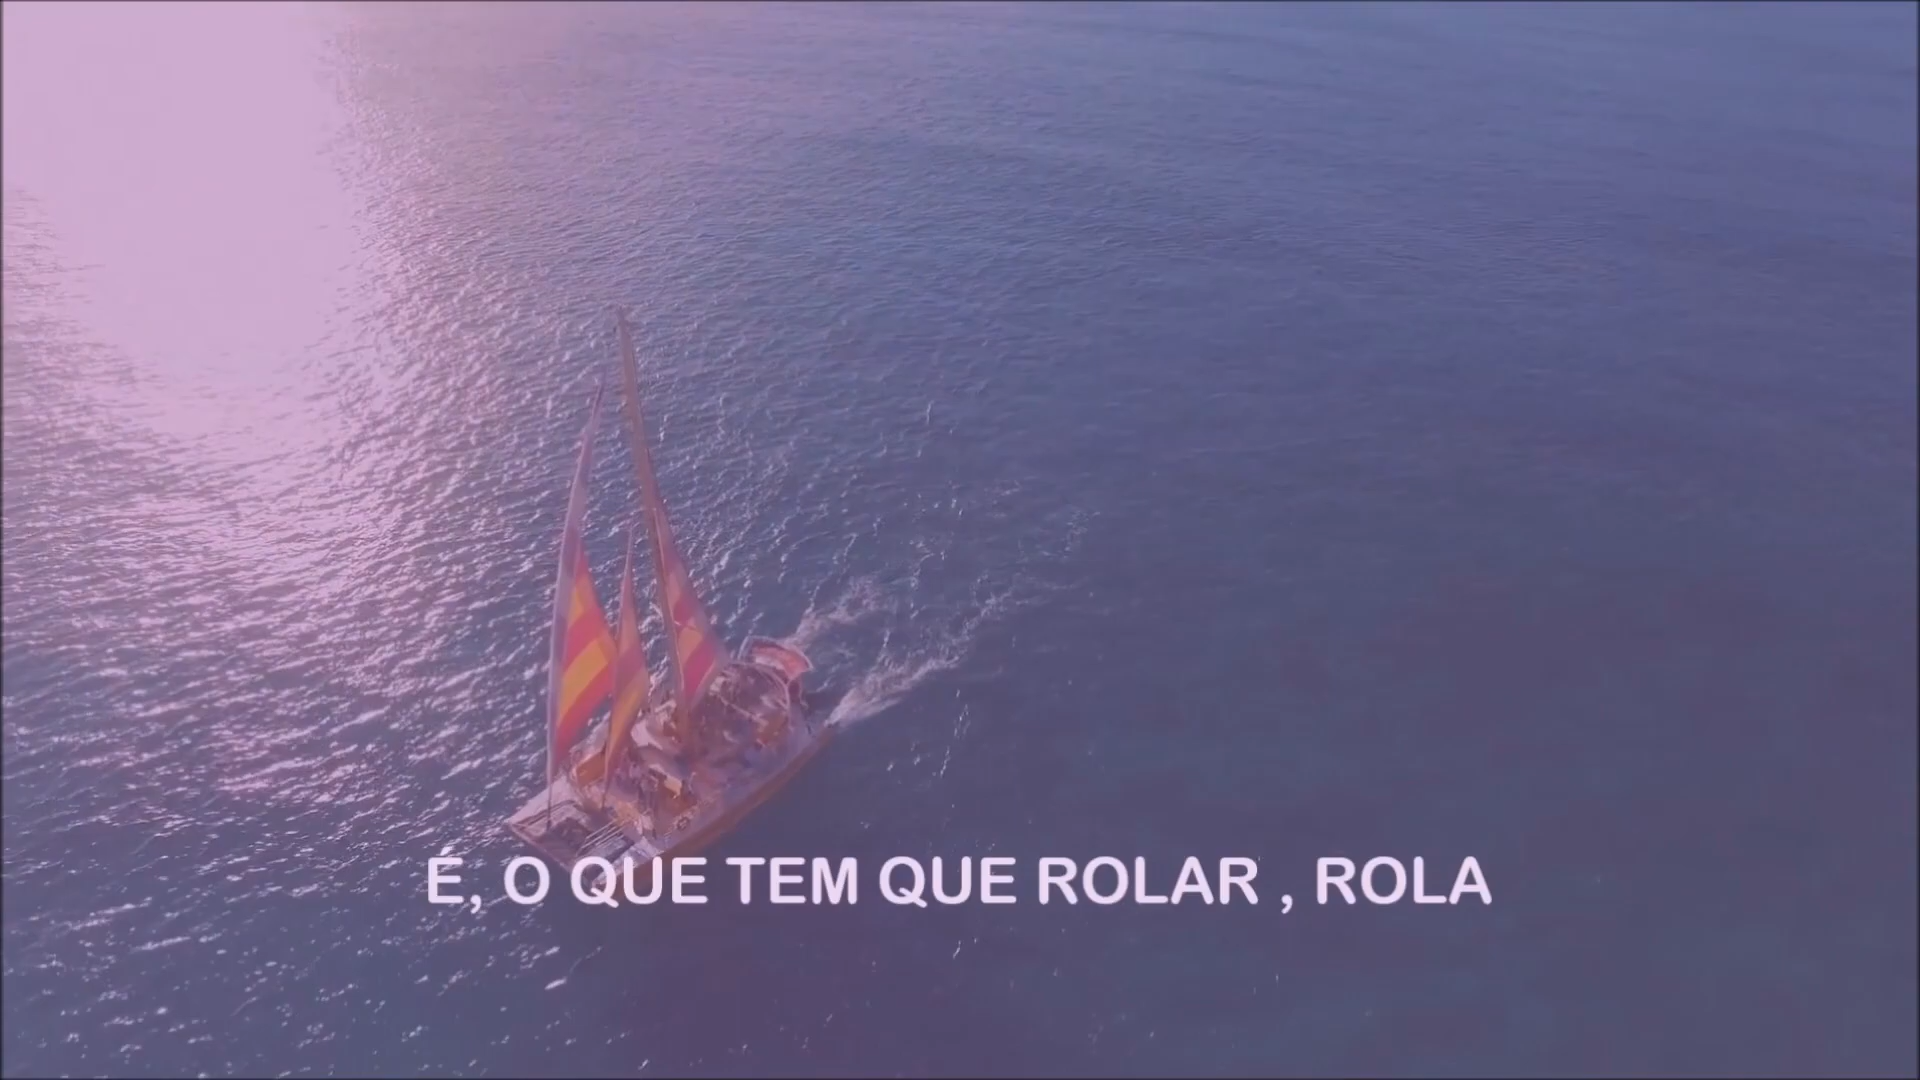 É, O QUE TEM QUE ROLAR , ROLA